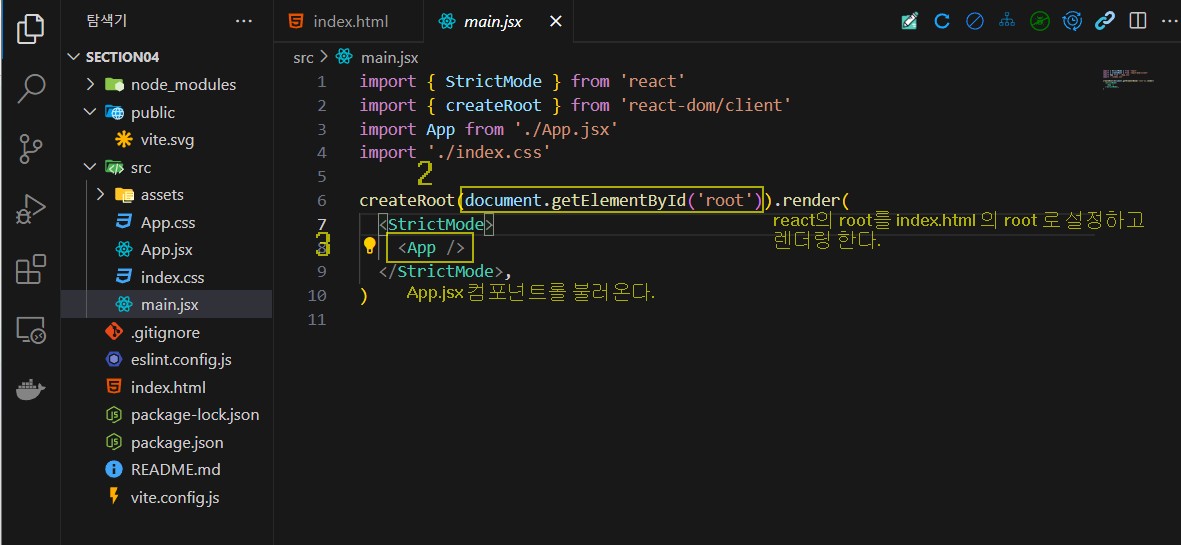 탐색기 ···
SECTION04
node_modules
public
vite.svg
src
assets
App.css
App.jsx
index.css
main.jsx
.gitignore
eslint.config.js
index.html
package-lock.json
package.json
README.md
vite.config.js
index.html main.jsx
src > main.jsx
1 import { StrictMode } from 'react'
2 import { createRoot } from 'react-dom/client'
3 import App from './App.jsx'
4 import './index.css'
5
2
6 createRoot(document.getElementById('root')).render(
7 <StrictMode>
react의 root를 index.html 의 root 로 설정하고
렌더링 한다.
3
8 <App />
9 </StrictMode>,
10 )
App.jsx 컴포넌트를 불러온다.
11